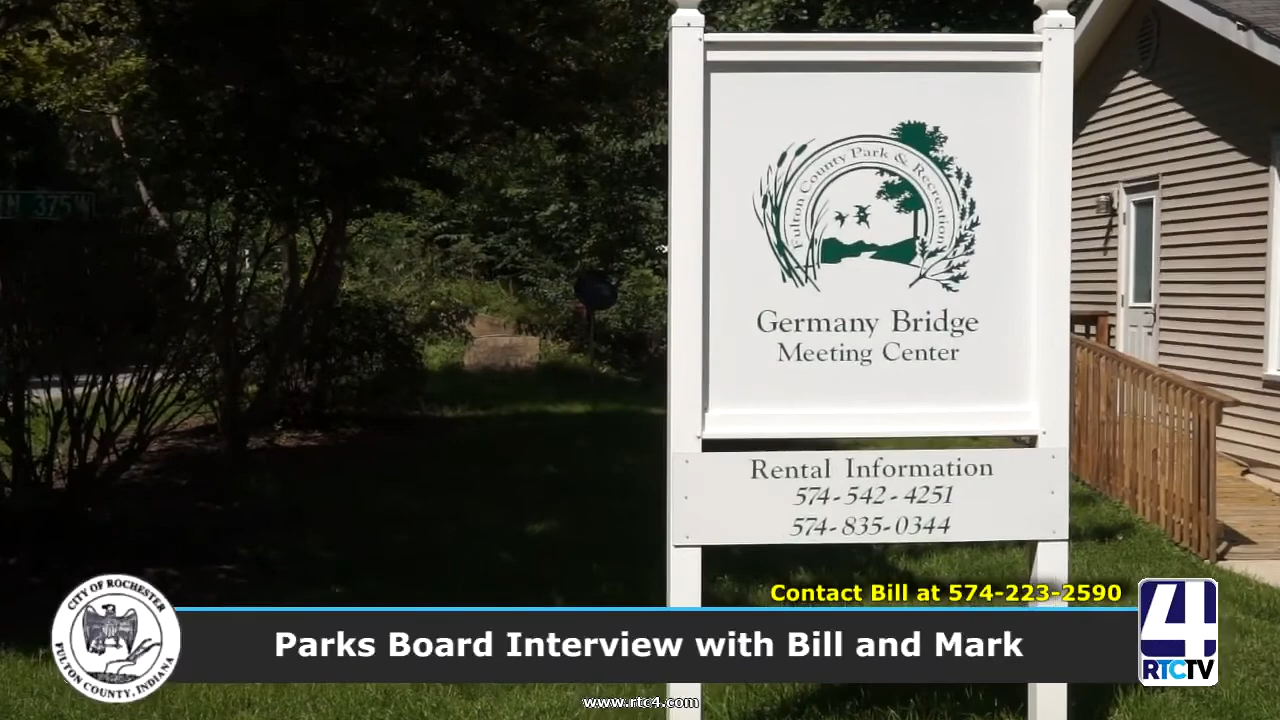 Fulton County Park & Recreation
Germany Bridge
Meeting Center
Rental Information
574-542-4251
574-835-0344
Contact Bill at 574-223-2590
CITY OF ROCHESTER
FULTON COUNTY, INDIANA
Parks Board Interview with Bill and Mark
4
RTCTV
www.rtc4.com